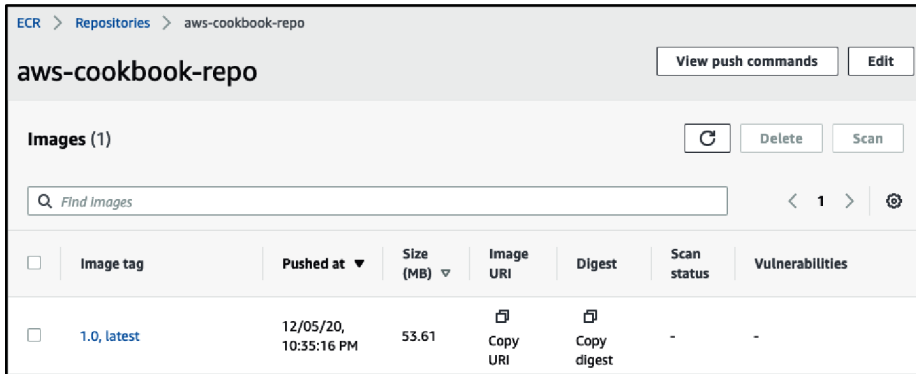 ECR > Repositories > aws-cookbook-repo
aws-cookbook-repo
View push commands
Edit
Images (1)
Delete
Scan
Find images
< 1 >
Image tag
Pushed at ▼
Size
(MB) ▽
Image
URI
Digest
Scan
status
Vulnerabilities
1.0, latest
12/05/20,
10:35:16 PM
53.61
Copy
URI
Copy
digest
-
-